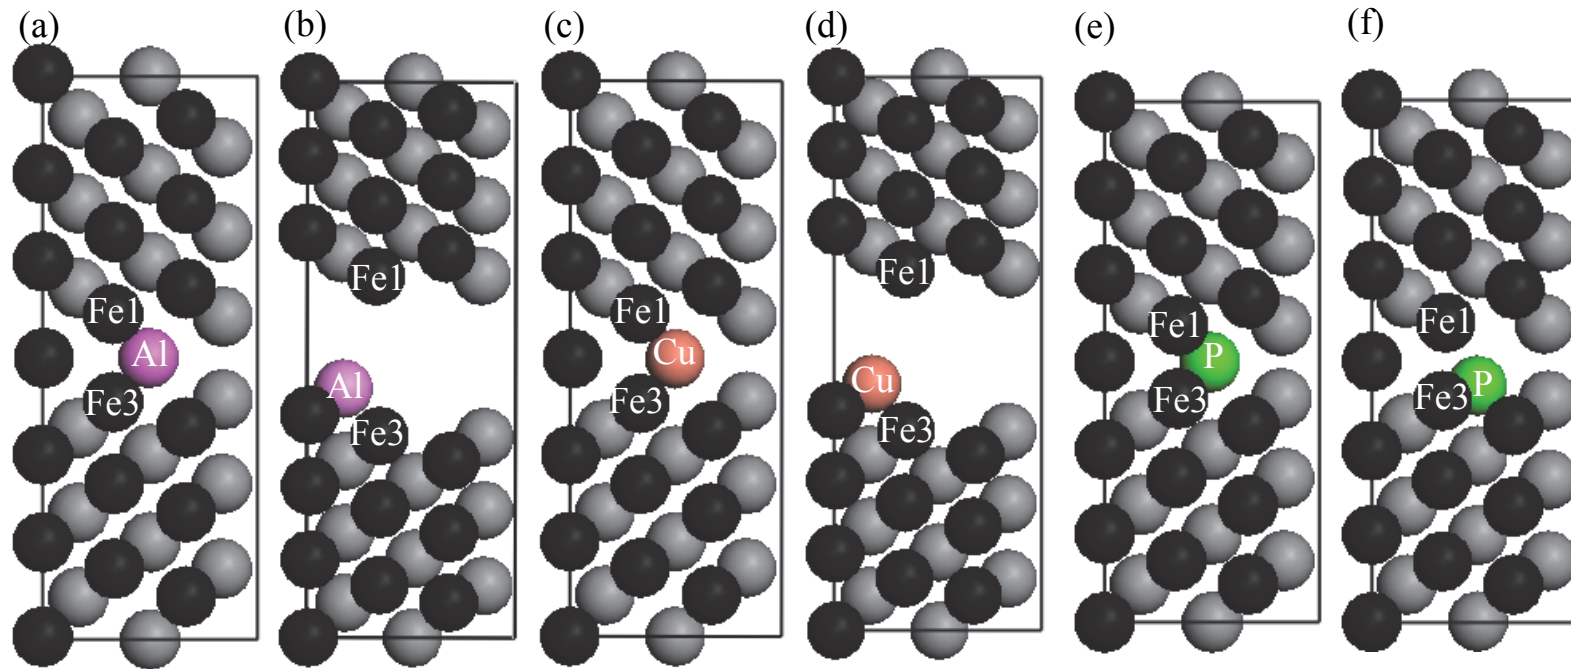 (a) (b) (c) (d) (e) (f)
Fe1 Fe1 Fe1 Fe1 Fe1 Fe1
Al Al Cu Cu P P
Fe3 Fe3 Fe3 Fe3 Fe3 Fe3